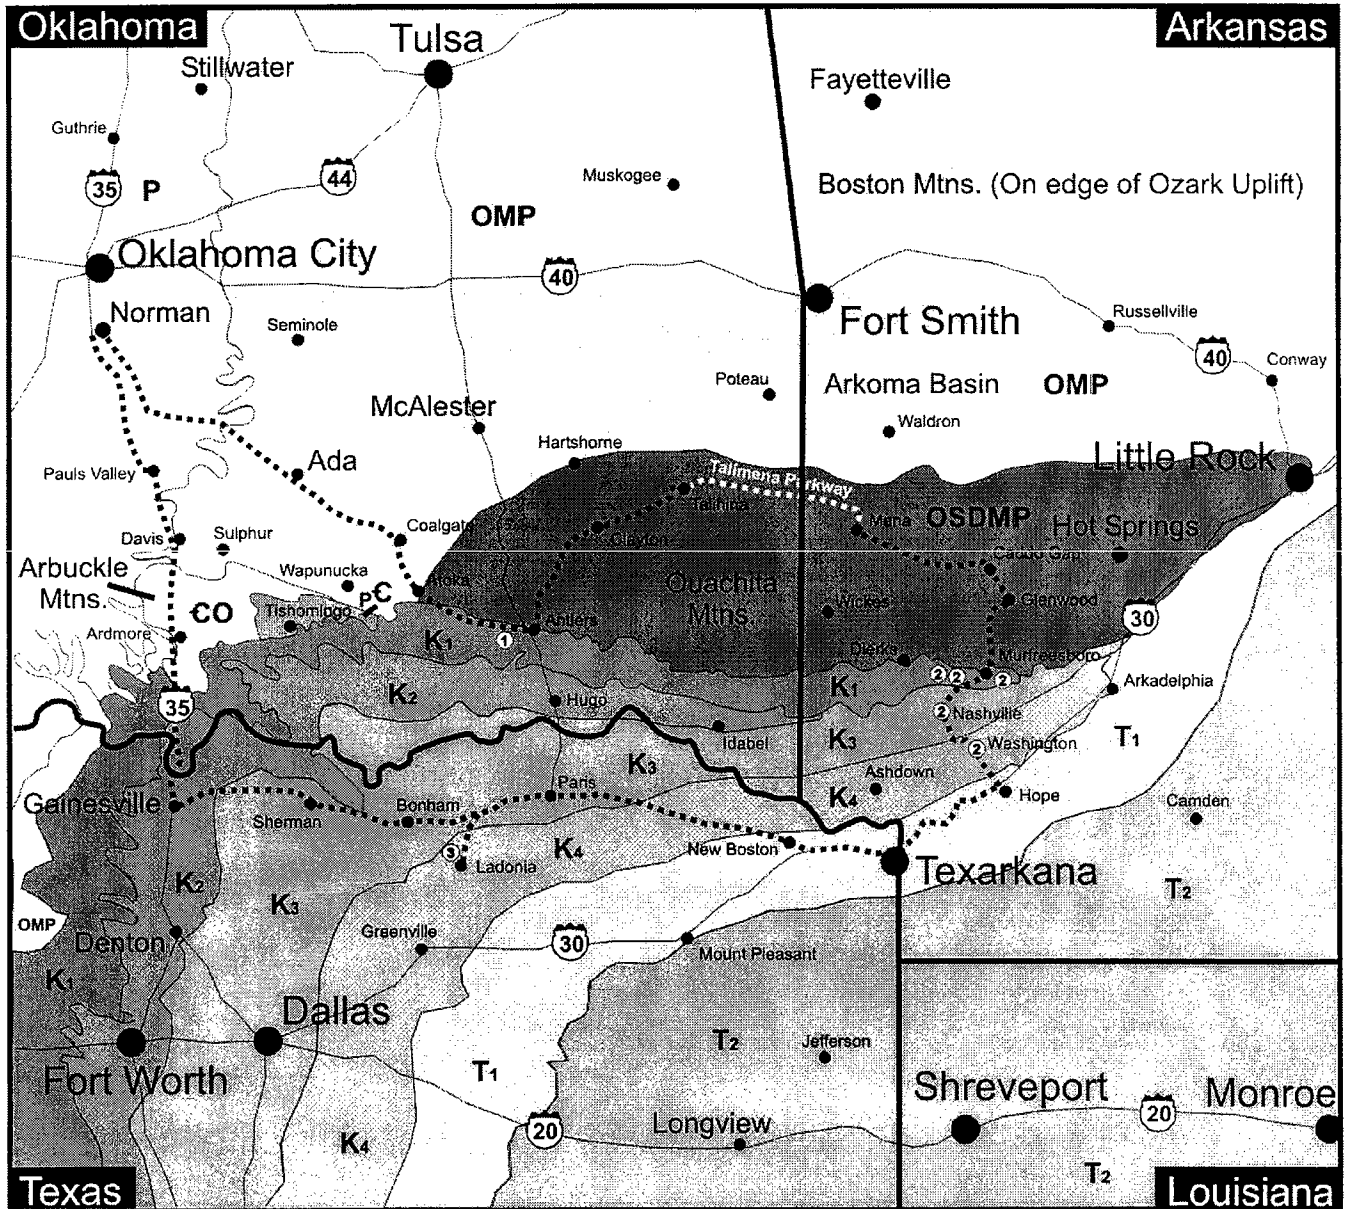 Oklahoma
Arkansas
Tulsa
Stillwater
Fayetteville
Guthrie
35
P
44
Muskogee
Boston Mtns. (On edge of Ozark Uplift)
OMP
Oklahoma City
40
Norman
Seminole
Fort Smith
Russellville
40
Conway
Poteau
Arkoma Basin
OMP
McAlester
Waldron
Hartshorne
Little Rock
Pauls Valley
Ada
Talimena Parkway
Talihina
Mena
OSDMP
Hot Springs
Coalgate
Clayton
Davis
Sulphur
Caddo Gap
Arbuckle
Mtns.
Wapunucka
PC
Atoka
Ouachita
Mtns.
Wickes
Glenwood
CO
Tishomingo
Ardmore
K1
1
Antlers
30
Dierks
Murfreesboro
2
2
2
K1
Arkadelphia
K2
Hugo
35
2
Nashville
Idabel
K3
Washington
2
T1
K3
Ashdown
Paris
K4
Hope
Camden
Gainesville
Sherman
Bonham
3
Ladonia
K4
New Boston
Texarkana
T2
K2
K3
OMP
Denton
Greenville
30
Mount Pleasant
K1
Dallas
T2
Jefferson
Fort Worth
T1
Shreveport
Monroe
20
Longview
20
K4
T2
Texas
Louisiana